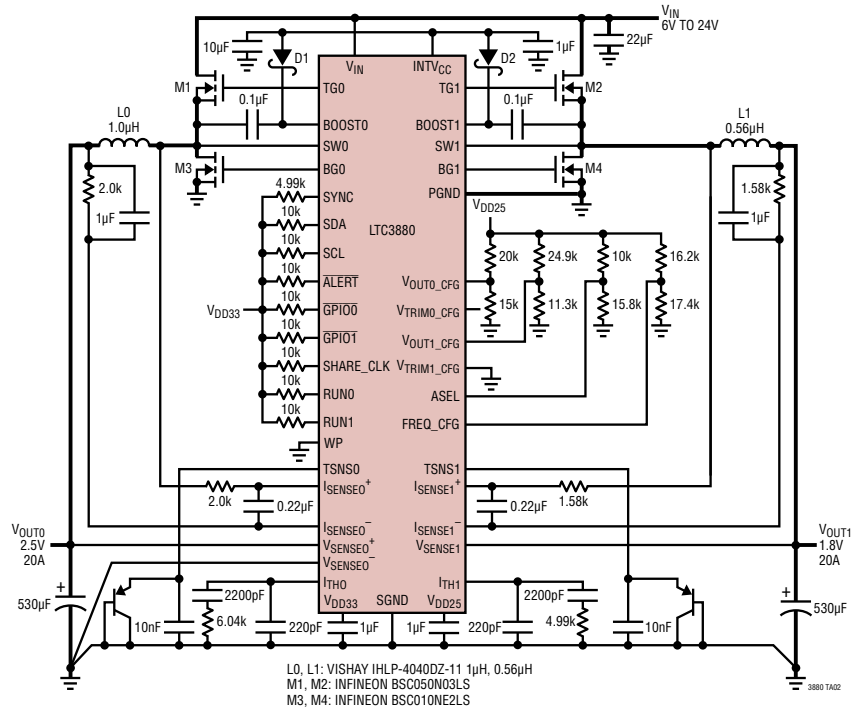 VIN
6V TO 24V
10µF
D1
1µF
D2
22µF
VIN
INTVCC
M1
TG0
TG1
M2
L0
1.0µH
0.1µF
BOOST0
BOOST1
0.1µF
L1
0.56µH
SW0
SW1
M3
BG0
BG1
M4
2.0k
1µF
4.99k
SYNC
PGND
1.58k
1µF
10k
SDA
LTC3880
VDD25
10k
SCL
20k
24.9k
10k
16.2k
10k
ALERT
VOUT0_CFG
15k
11.3k
15.8k
17.4k
VDD33
10k
GPIO0
VTRIM0_CFG
10k
GPIO1
VOUT1_CFG
10k
SHARE_CLK
VTRIM1_CFG
10k
RUN0
ASEL
10k
RUN1
FREQ_CFG
WP
TSNS0
TSNS1
2.0k
ISENSE0+
ISENSE1+
1.58k
0.22µF
0.22µF
ISENSE0–
ISENSE1–
VOUT0
2.5V
20A
VSENSE0+
VSENSE1
VOUT1
1.8V
20A
VSENSE0–
+
530µF
2200pF
ITH0
ITH1
2200pF
+
530µF
10nF
6.04k
220pF
VDD33
SGND
VDD25
1µF
1µF
220pF
4.99k
10nF
L0, L1: VISHAY IHLP-4040DZ-11 1µH, 0.56µH
M1, M2: INFINEON BSC050N03LS
M3, M4: INFINEON BSC010NE2LS
3880 TA02